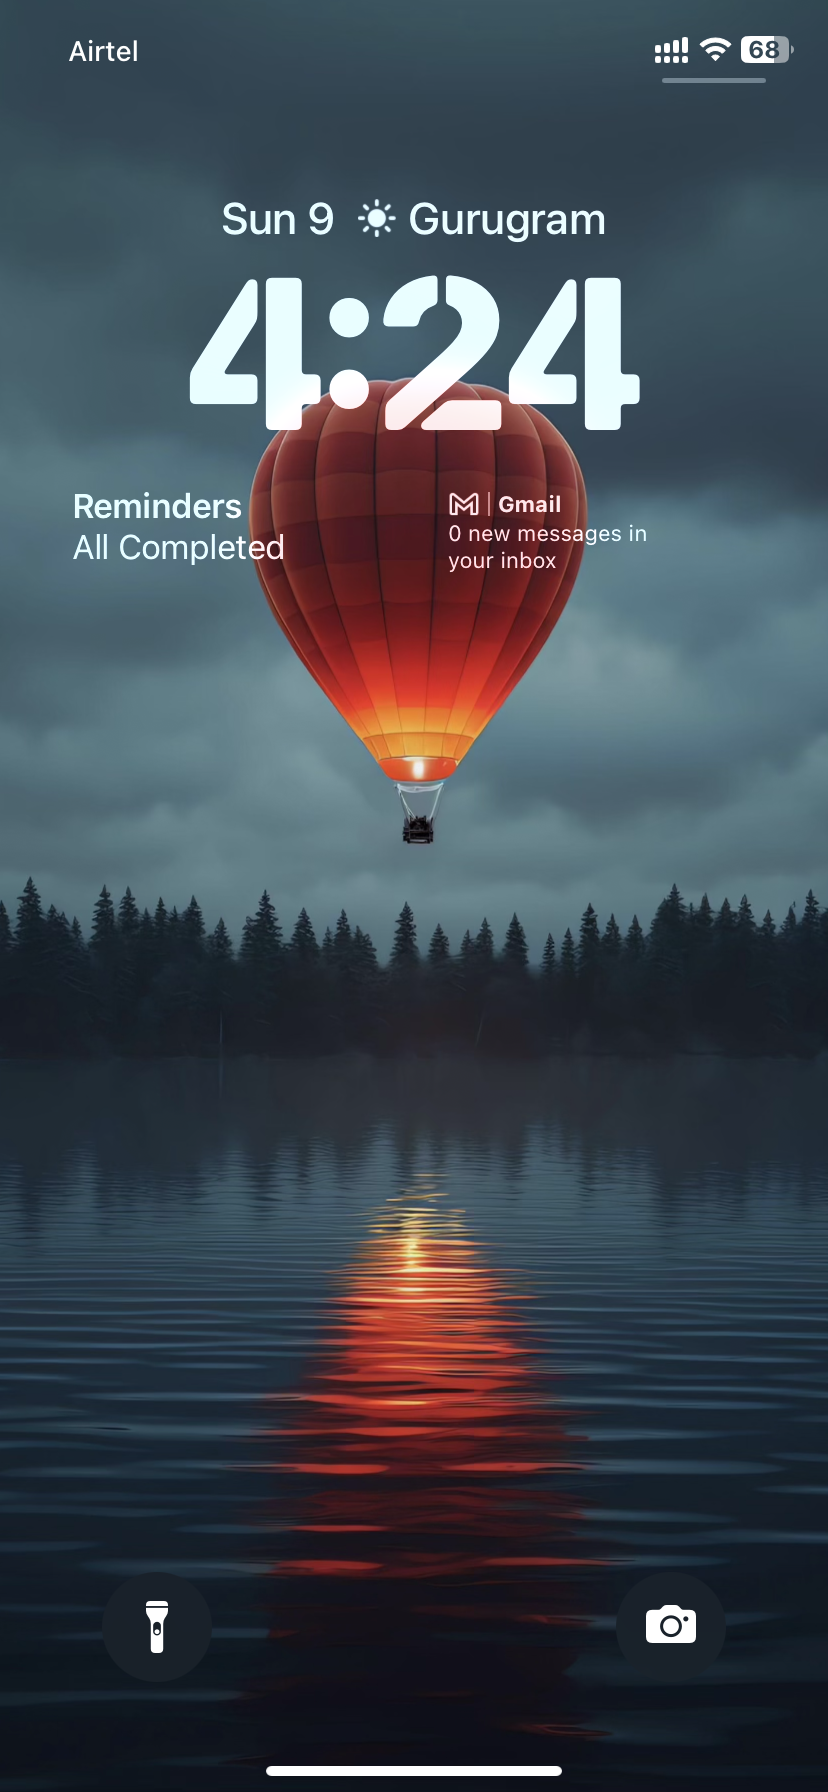 Airtel
68
Sun 9 Gurugram
4:24
Reminders
All Completed
Gmail
0 new messages in
your inbox